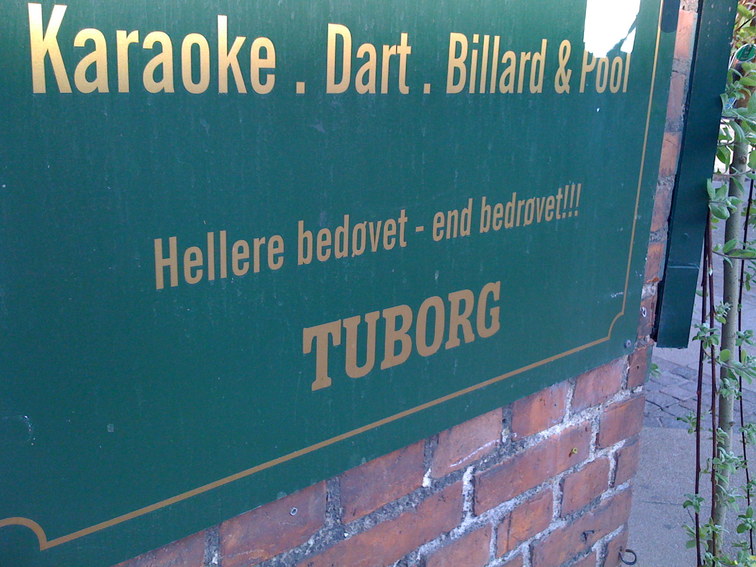 Karaoke . Dart . Billard & Pool
Hellere bedøvet - end bedrøvet!!!
TUBORG